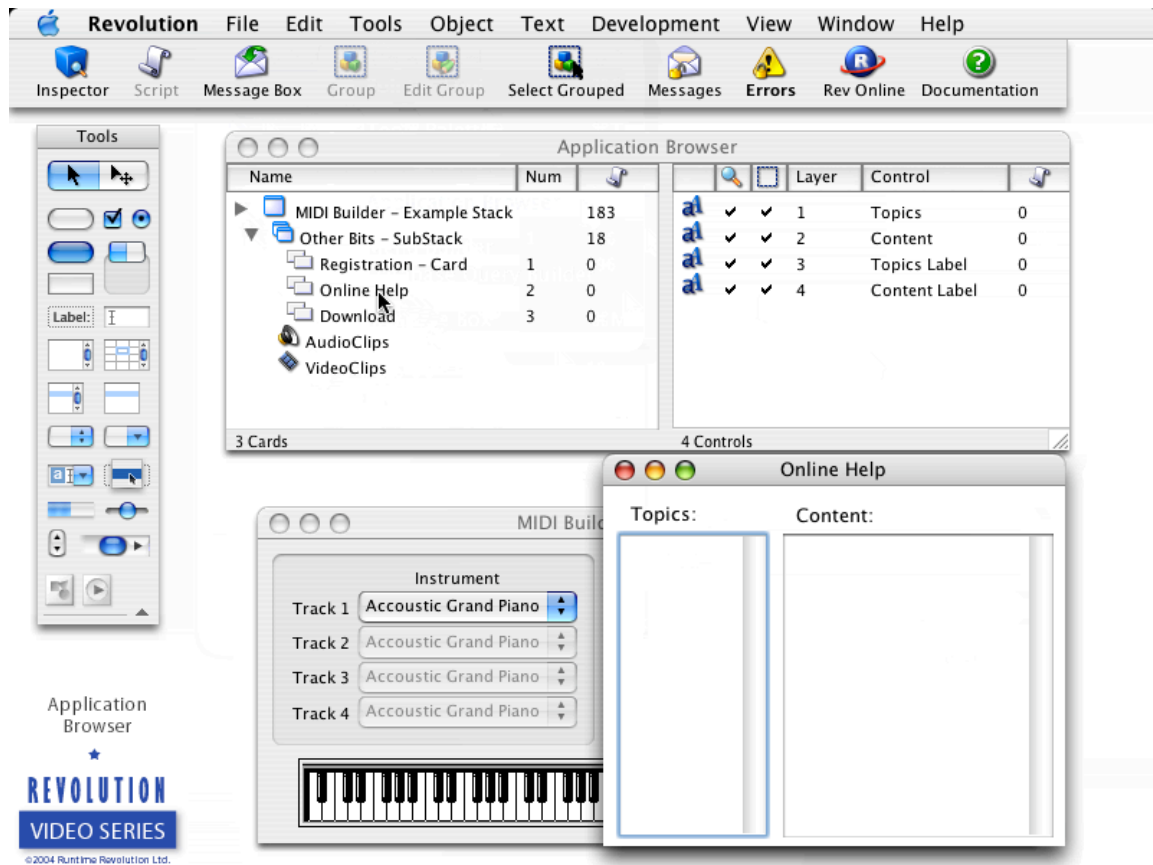 Revolution File Edit Tools Object Text Development View Window Help
Inspector Script Message Box Group Edit Group Select Grouped Messages Errors Rev Online Documentation
Tools
Label:
Application Browser
Name Num Layer Control
MIDI Builder – Example Stack 183
Other Bits – SubStack 18
Registration – Card 1 0
Online Help 2 0
Download 3 0
AudioClips
VideoClips
3 Cards
1 Topics 0
2 Content 0
3 Topics Label 0
4 Content Label 0
4 Controls
MIDI Buil
Instrument
Track 1 Accoustic Grand Piano
Track 2 Accoustic Grand Piano
Track 3 Accoustic Grand Piano
Track 4 Accoustic Grand Piano
Online Help
Topics: Content:
Application
Browser
REVOLUTION
VIDEO SERIES
©2004 Runtime Revolution Ltd.